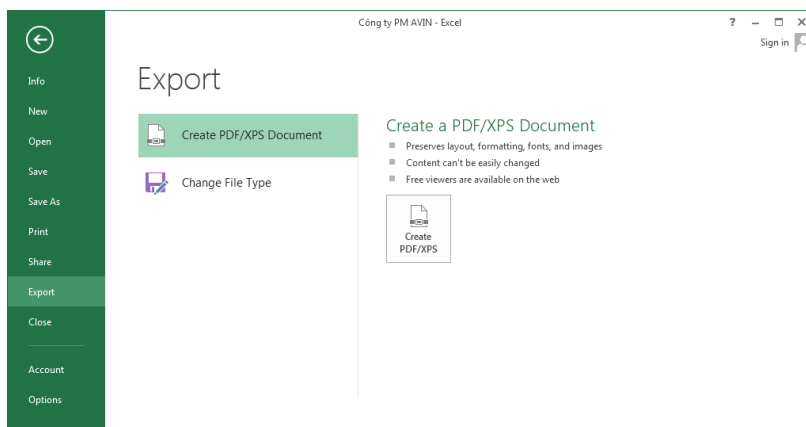 Công ty PM AVIN - Excel
?
Sign in
Info
New
Open
Save
Save As
Print
Share
Export
Close
Account
Options
Export
Create PDF/XPS Document
Change File Type
Create a PDF/XPS Document
Preserves layout, formatting, fonts, and images
Content can't be easily changed
Free viewers are available on the web
Create
PDF/XPS